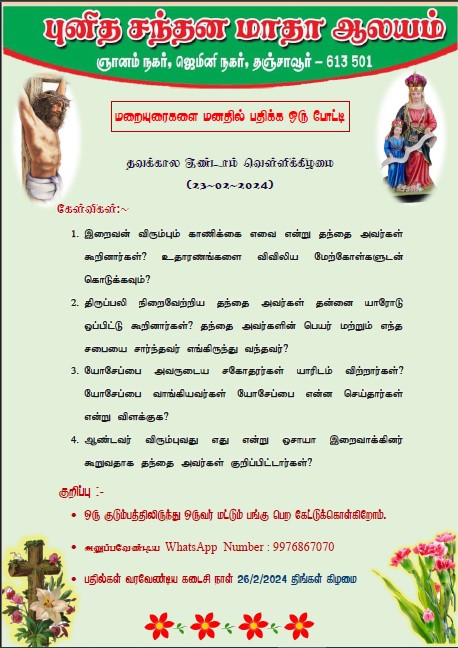 புனித சந்தன மாதா ஆலயம்
ஞானம் நகர், ஜெமினி நகர், தஞ்சாவூர் – 613 501
மறையுரைகளை மனதில் பதிக்க ஒரு போட்டி
தவக்கால இரண்டாம் வெள்ளிக்கிழமை
(23-02-2024)
கேள்விகள்:~
1. இறைவன் விரும்பும் காணிக்கை எவை என்று தந்தை அவர்கள்
கூறினார்கள்? உதாரணங்களை விவிலிய மேற்கோள்களுடன்
கொடுக்கவும்?
2. திருப்பலி நிறைவேற்றிய தந்தை அவர்கள் தன்னை யாரோடு
ஒப்பிட்டு கூறினார்கள்? தந்தை அவர்களின் பெயர் மற்றும் எந்த
சபையை சார்ந்தவர் எங்கிருந்து வந்தவர்?
3. யோசேப்பை அவருடைய சகோதரர்கள் யாரிடம் விற்றார்கள்?
யோசேப்பை வாங்கியவர்கள் யோசேப்பை என்ன செய்தார்கள்
என்று விளக்குக?
4. ஆண்டவர் விரும்புவது எது என்று ஓசாயா இறைவாக்கினர்
கூறுவதாக தந்தை அவர்கள் குறிப்பிட்டார்கள்?
குறிப்பு :-
• ஒரு குடும்பத்திலிருந்து ஒருவர் மட்டும் பங்கு பெற கேட்டுக்கொள்கிறோம்.
• அனுப்பவேண்டிய WhatsApp Number : 9976867070
• பதில்கள் வரவேண்டிய கடைசி நாள் 26/2/2024 திங்கள் கிழமை